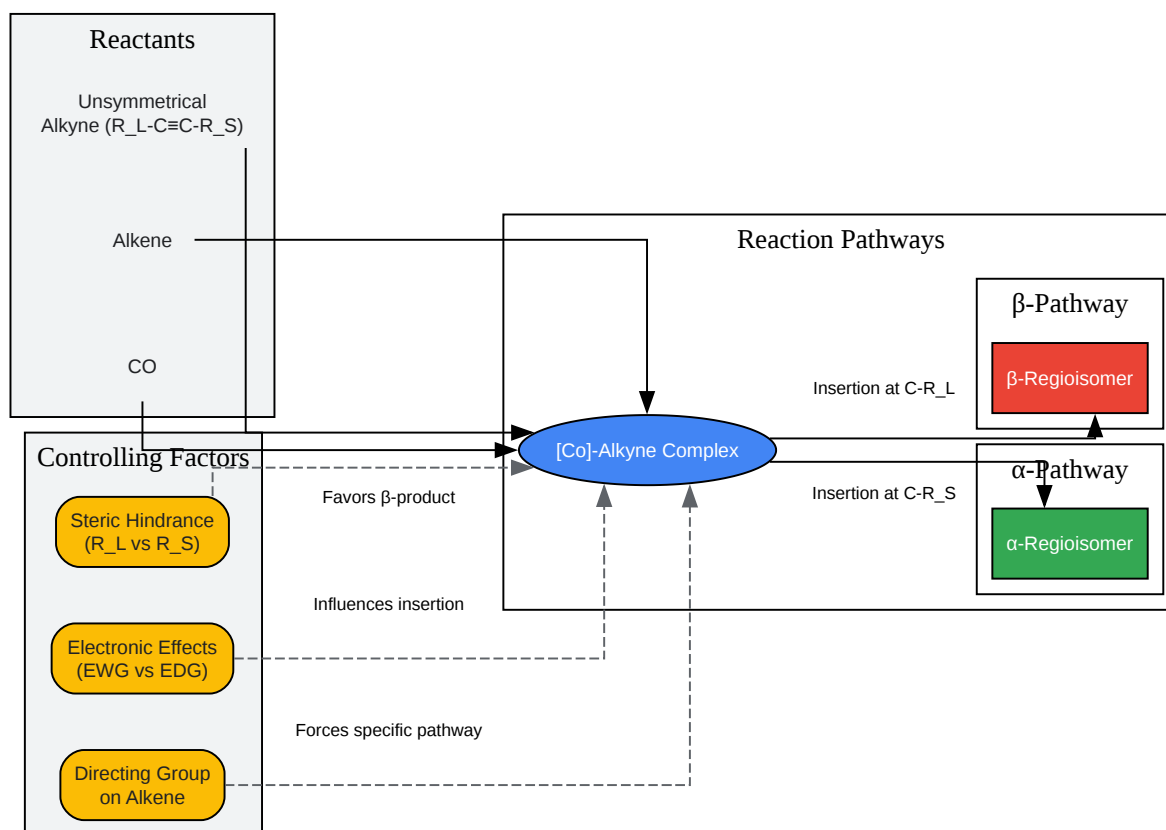 Reactants
Unsymmetrical
Alkyne (R_L-C≡C-R_S)
Alkene
CO
Controlling Factors
Steric Hindrance
(R_L vs R_S)
Electronic Effects
(EWG vs EDG)
Directing Group
on Alkene
Favors β-product
Influences insertion
Forces specific pathway
Reaction Pathways
[Co]-Alkyne Complex
Insertion at C-R_L
Insertion at C-R_S
β-Pathway
β-Regioisomer
α-Pathway
α-Regioisomer